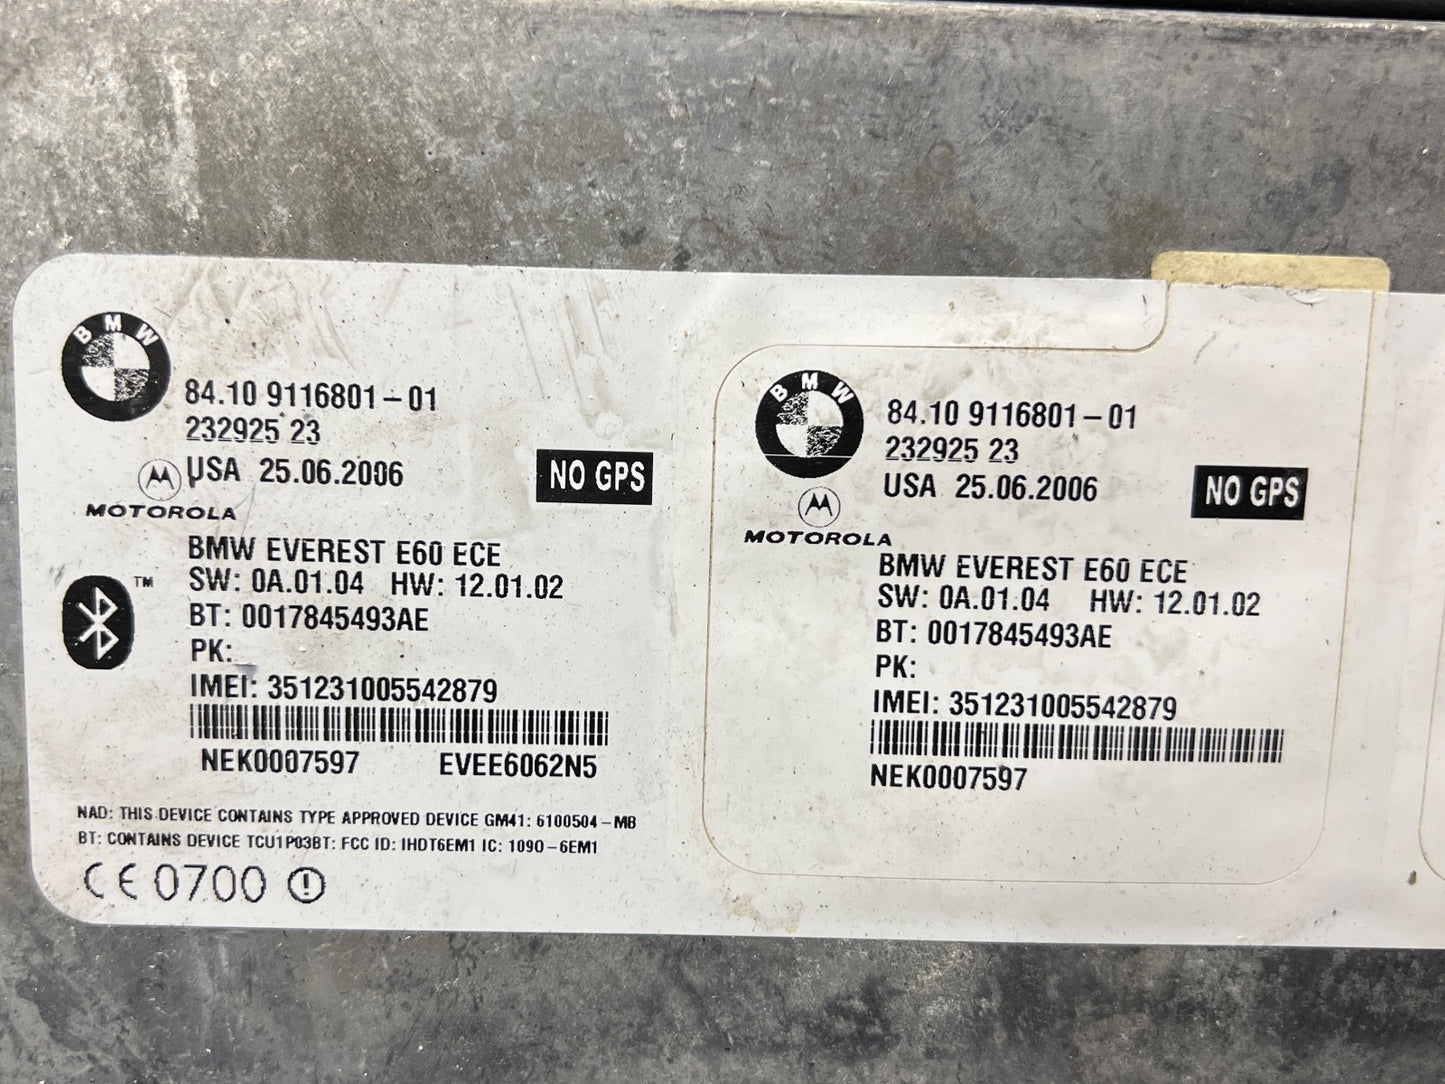 BMW
84.10 9116801-01
232925 23
USA 25.06.2006
NO GPS
MOTOROLA
BMW EVEREST E60 ECE
SW: 0A.01.04 HW: 12.01.02
TM
BT: 0017845493AE
PK:
IMEI: 351231005542879
NEK0007597 EVEE6062N5
NAD: THIS DEVICE CONTAINS TYPE APPROVED DEVICE GM41: 6100504-MB
BT: CONTAINS DEVICE TCU1P03BT: FCC ID: IHDT6EM1 IC: 1090-6EM1
CE 0700
BMW
84.10 9116801-01
232925 23
USA 25.06.2006
NO GPS
MOTOROLA
BMW EVEREST E60 ECE
SW: 0A.01.04 HW: 12.01.02
BT: 0017845493AE
PK:
IMEI: 351231005542879
NEK0007597